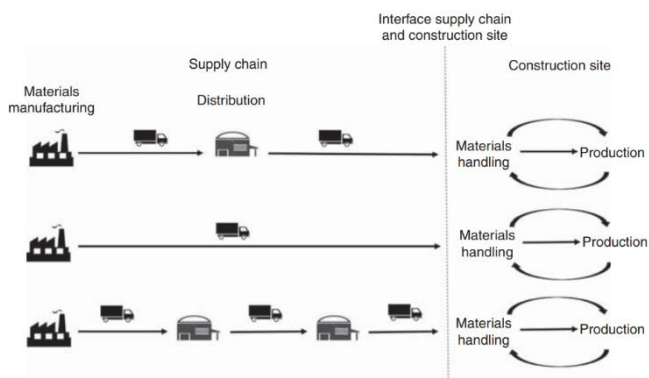 Interface supply chain
and construction site
Supply chain
Construction site
Materials
manufacturing
Distribution
Materials
handling
Production
Materials
handling
Production
Materials
handling
Production